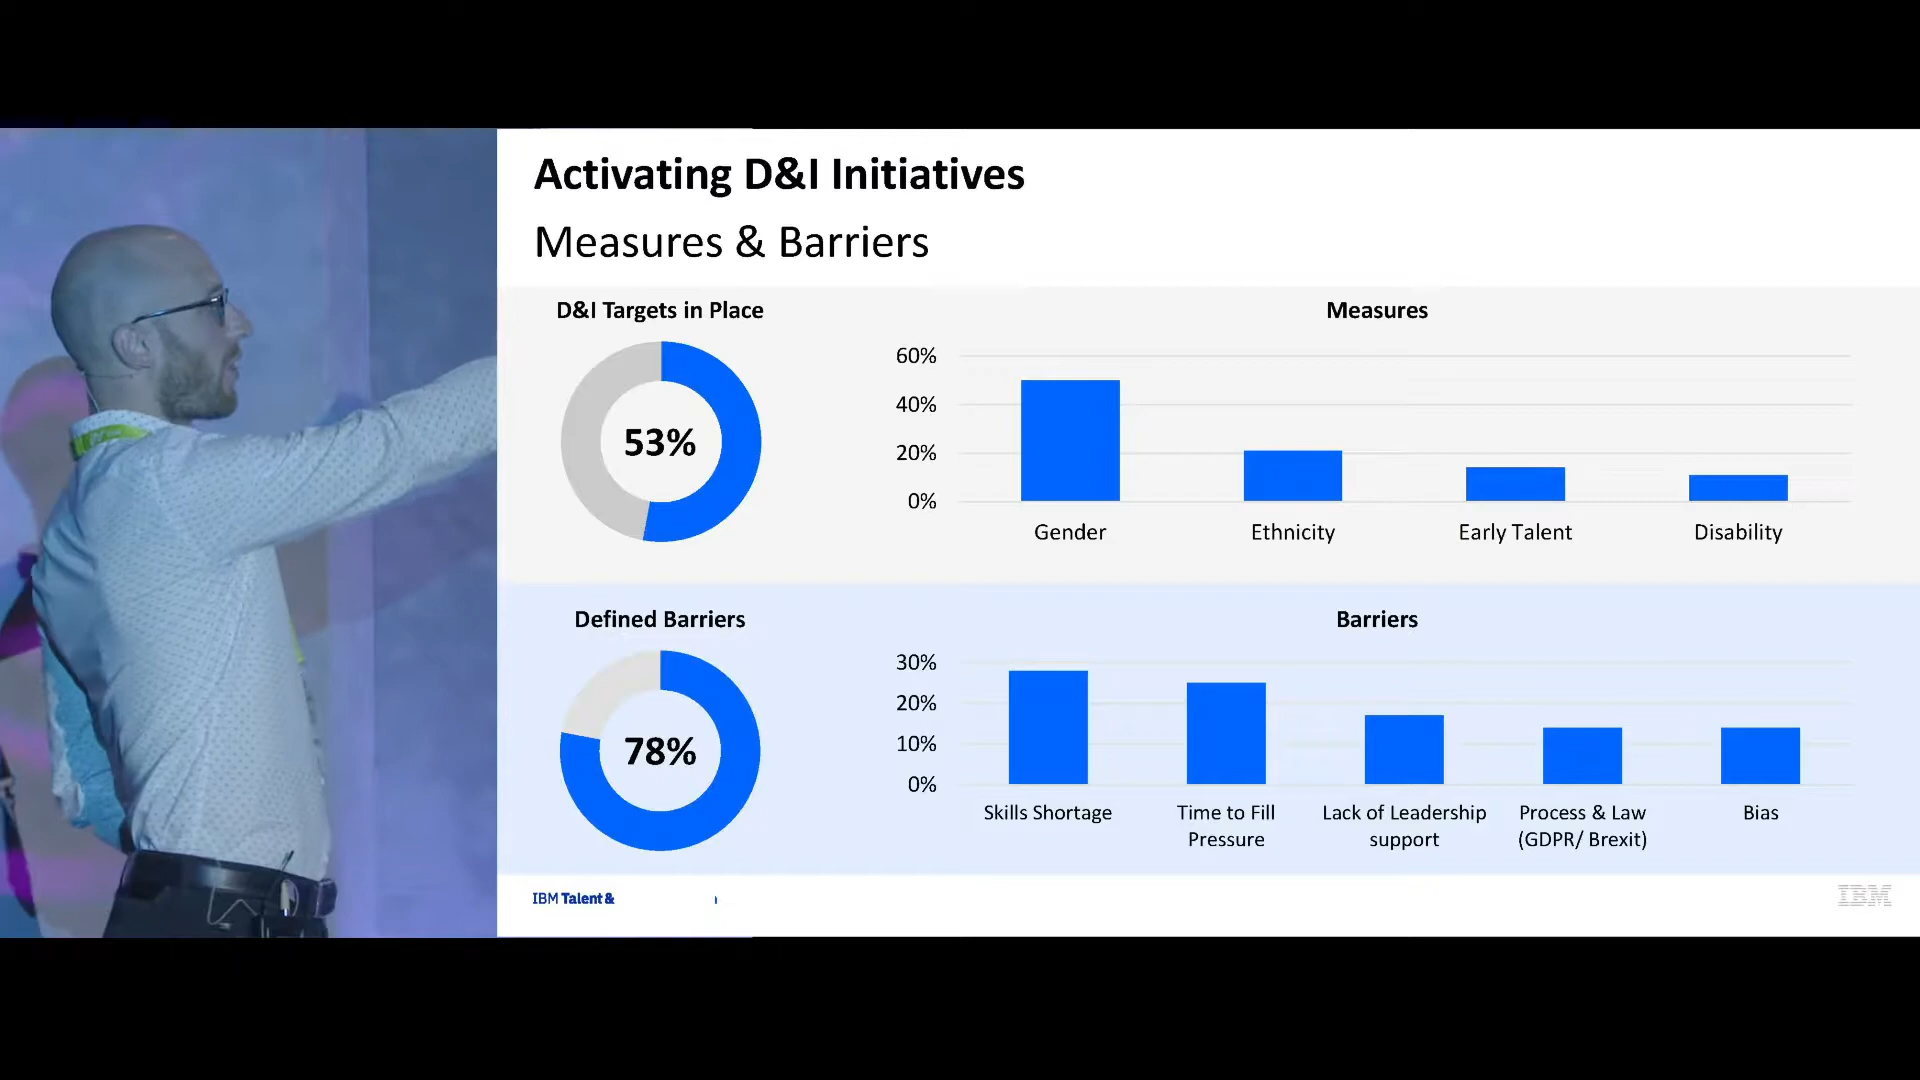 Activating D&I Initiatives
Measures & Barriers
D&I Targets in Place
53%
Measures
60%
40%
20%
0%
Gender
Ethnicity
Early Talent
Disability
Defined Barriers
78%
Barriers
30%
20%
10%
0%
Skills Shortage
Time to Fill
Pressure
Lack of Leadership
support
Process & Law
(GDPR/ Brexit)
Bias
IBM Talent &
IBM